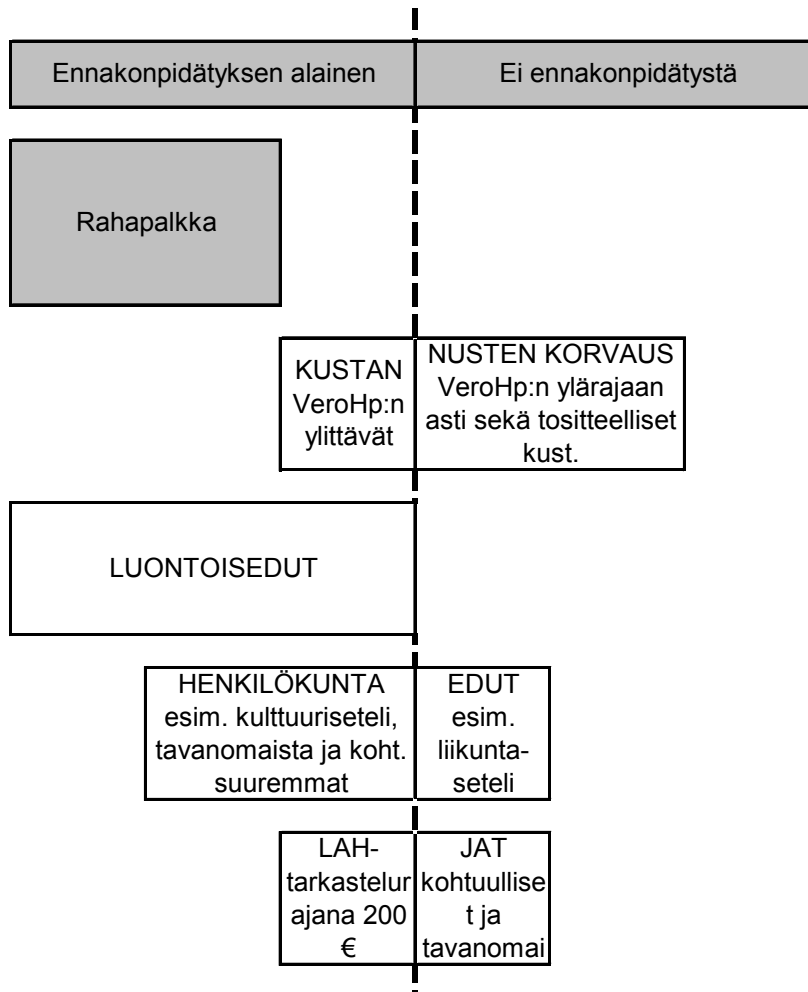 Ennakonpidätyksen alainen
Ei ennakonpidätystä
Rahapalkka
KUSTAN
VeroHp:n
ylittävät
NUSTEN KORVAUS
VeroHp:n ylärajaan
asti sekä tositteelliset
kust.
LUONTOISEDUT
HENKILÖKUNTA
esim. kulttuuriseteli,
tavanomaista ja koht.
suuremmat
EDUT
esim.
liikunta-
seteli
LAH-
tarkastelur
ajana 200
€
JAT
kohtuullise
t ja
tavanomai